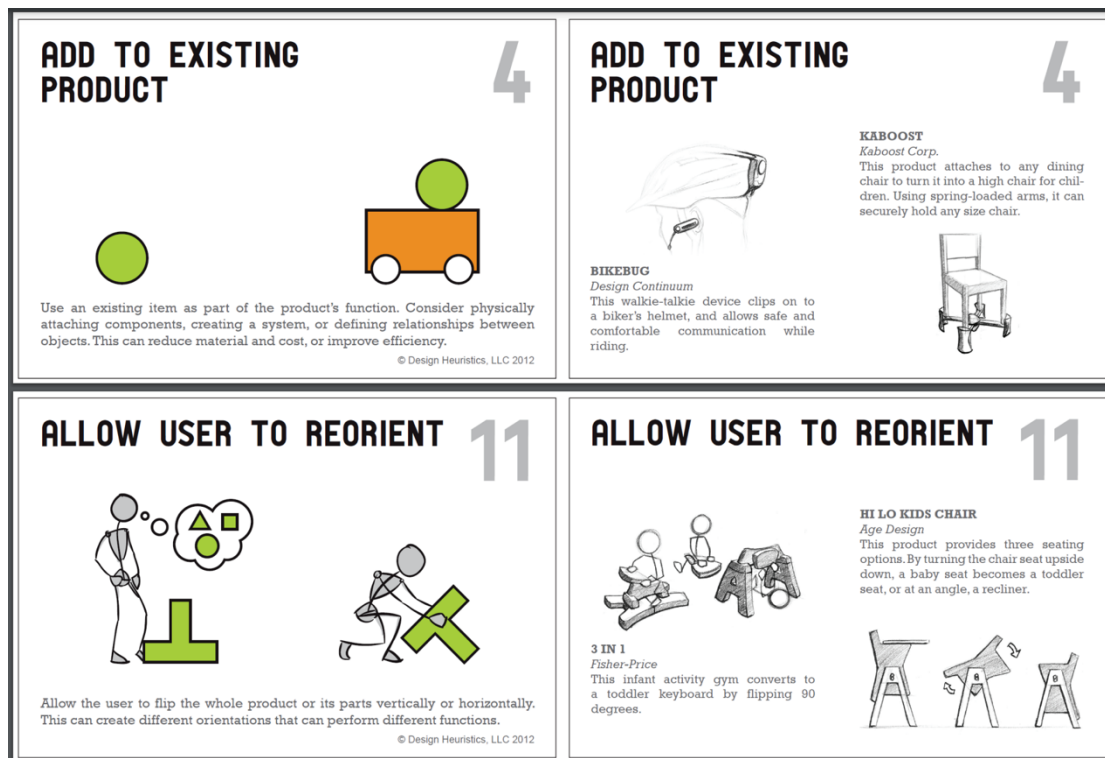 ADD TO EXISTING
PRODUCT
4
Use an existing item as part of the product's function. Consider physically
attaching components, creating a system, or defining relationships between
objects. This can reduce material and cost, or improve efficiency.
© Design Heuristics, LLC 2012
ADD TO EXISTING
PRODUCT
4
BIKEBUG
Design Continuum
This walkie-talkie device clips on to
a biker's helmet, and allows safe and
comfortable communication while
riding.
KABOOST
Kaboost Corp.
This product attaches to any dining
chair to turn it into a high chair for chil-
dren. Using spring-loaded arms, it can
securely hold any size chair.
ALLOW USER TO REORIENT
11
Allow the user to flip the whole product or its parts vertically or horizontally.
This can create different orientations that can perform different functions.
© Design Heuristics, LLC 2012
ALLOW USER TO REORIENT
11
3 IN 1
Fisher-Price
This infant activity gym converts to
a toddler keyboard by flipping 90
degrees.
HI LO KIDS CHAIR
Age Design
This product provides three seating
options. By turning the chair seat upside
down, a baby seat becomes a toddler
seat, or at an angle, a recliner.